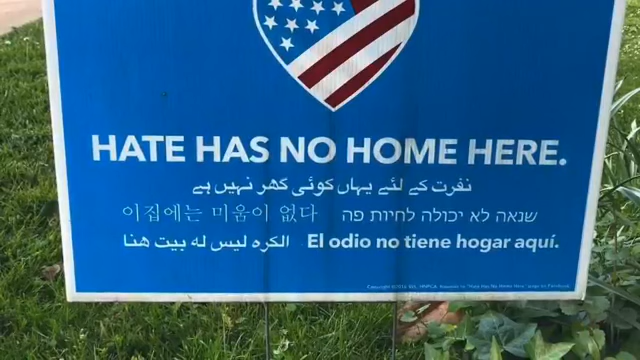 HATE HAS NO HOME HERE.
نفرت کے لئے یہاں کوئی گھر نہیں ہے
이집에는 미움이 없다 שנאה לא יכולה לחיות פה
الكره ليس له بيت هنا El odio no tiene hogar aquí.